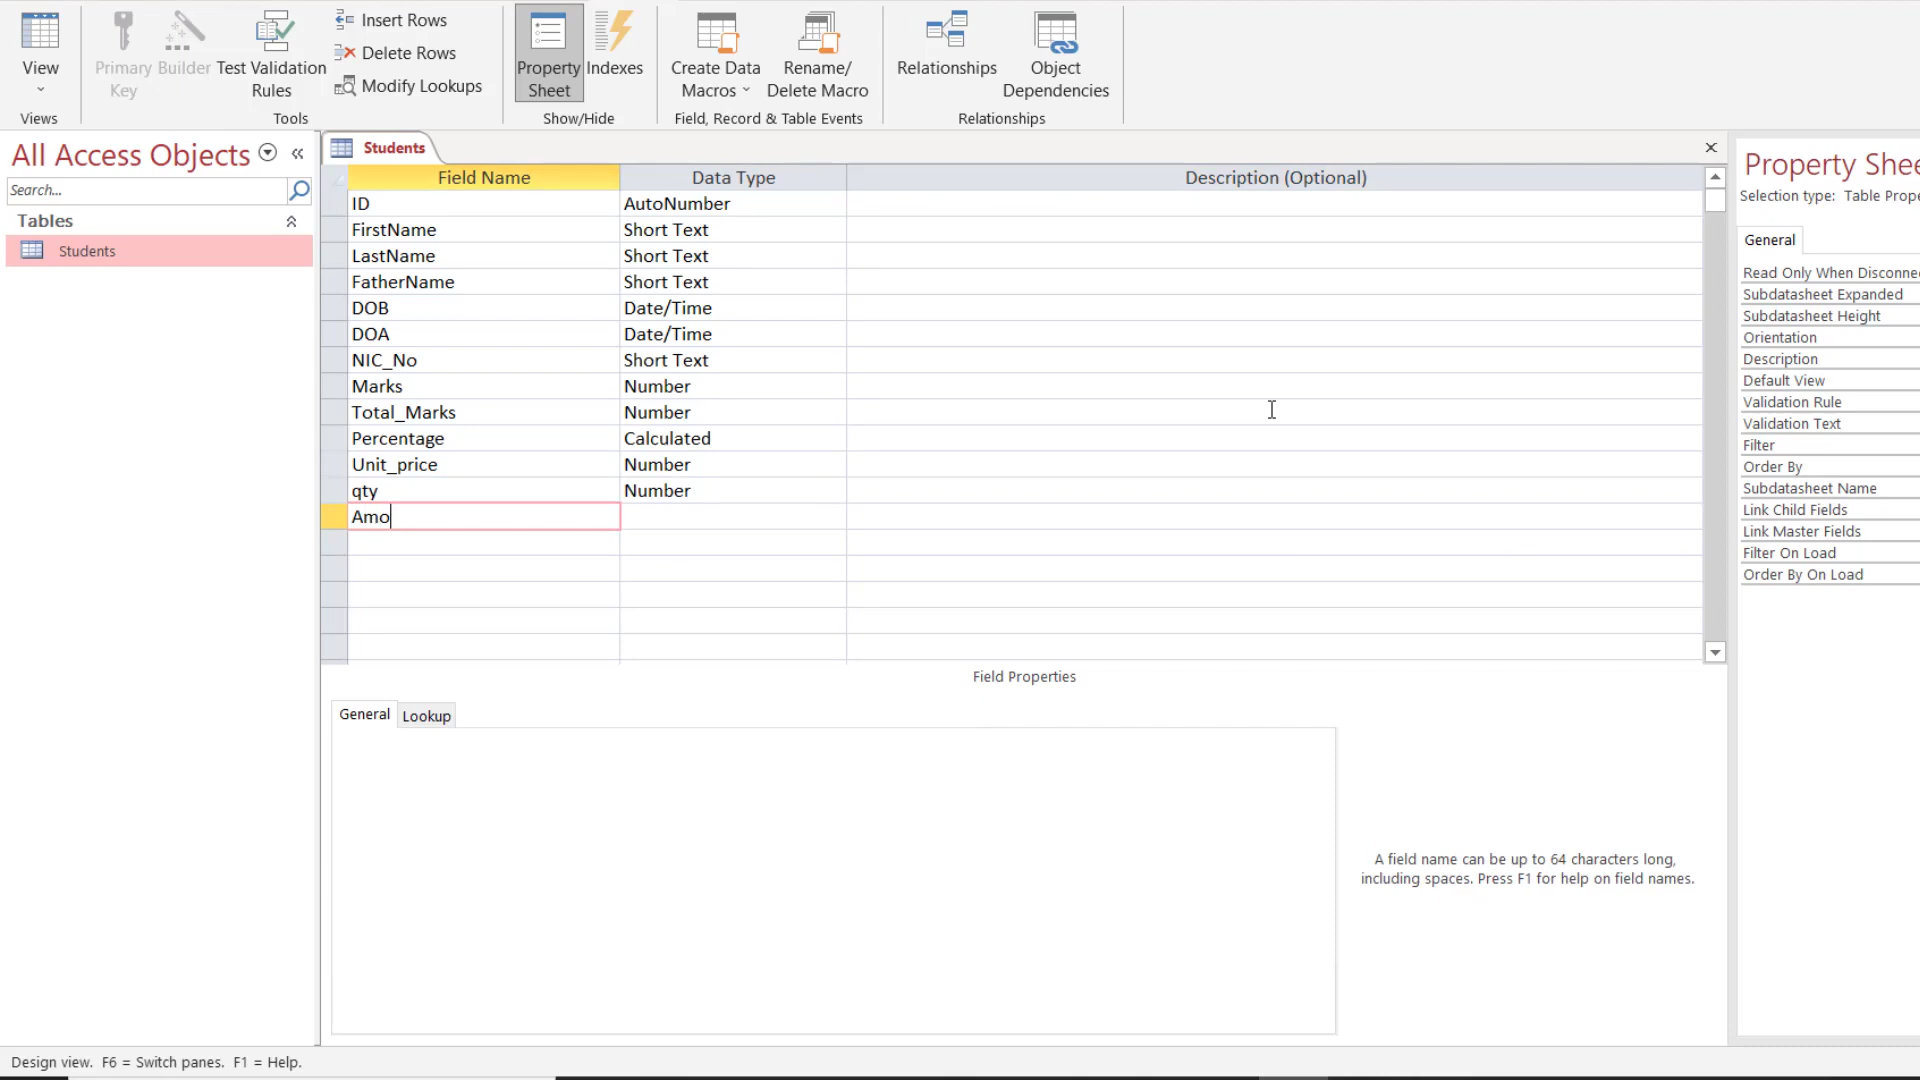 View
Primary Key
Builder
Test Validation Rules
Insert Rows
Delete Rows
Modify Lookups
Property Sheet
Indexes
Create Data Macros
Rename/ Delete Macro
Relationships
Object Dependencies
Views
Tools
Show/Hide
Field, Record & Table Events
Relationships
All Access Objects
Search...
Tables
Students
Students
Field Name Data Type Description (Optional)
ID AutoNumber
FirstName Short Text
LastName Short Text
FatherName Short Text
DOB Date/Time
DOA Date/Time
NIC_No Short Text
Marks Number
Total_Marks Number
Percentage Calculated
Unit_price Number
qty Number
Amo
Field Properties
General Lookup
A field name can be up to 64 characters long,
including spaces. Press F1 for help on field names.
Property Shee
Selection type: Table Prope
General
Read Only When Disconnec
Subdatasheet Expanded
Subdatasheet Height
Orientation
Description
Default View
Validation Rule
Validation Text
Filter
Order By
Subdatasheet Name
Link Child Fields
Link Master Fields
Filter On Load
Order By On Load
Design view. F6 = Switch panes. F1 = Help.